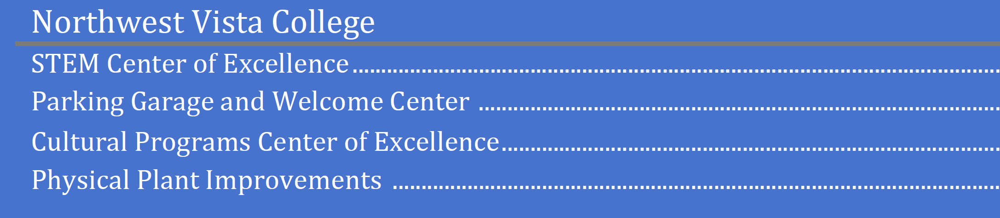 Northwest Vista College
STEM Center of Excellence................................................................................................................
Parking Garage and Welcome Center ...........................................................................................
Cultural Programs Center of Excellence.......................................................................................
Physical Plant Improvements ..........................................................................................................